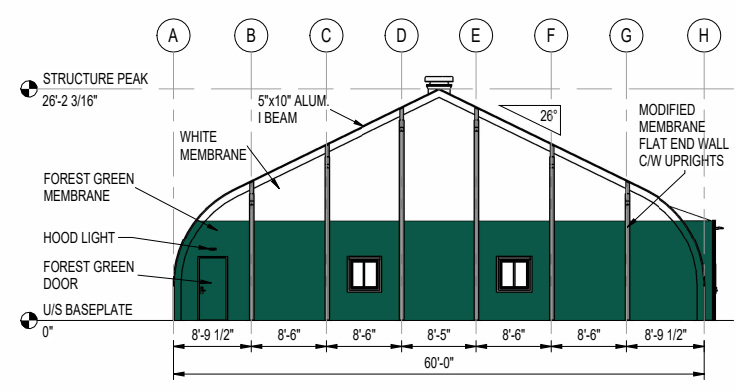 A B C D E F G H
STRUCTURE PEAK
26'-2 3/16"
5"x10" ALUM.
I BEAM
26°
MODIFIED
MEMBRANE
FLAT END WALL
C/W UPRIGHTS
WHITE
MEMBRANE
FOREST GREEN
MEMBRANE
HOOD LIGHT
FOREST GREEN
DOOR
U/S BASEPLATE
0"
8'-9 1/2" 8'-6" 8'-6" 8'-5" 8'-6" 8'-6" 8'-9 1/2"
60'-0"